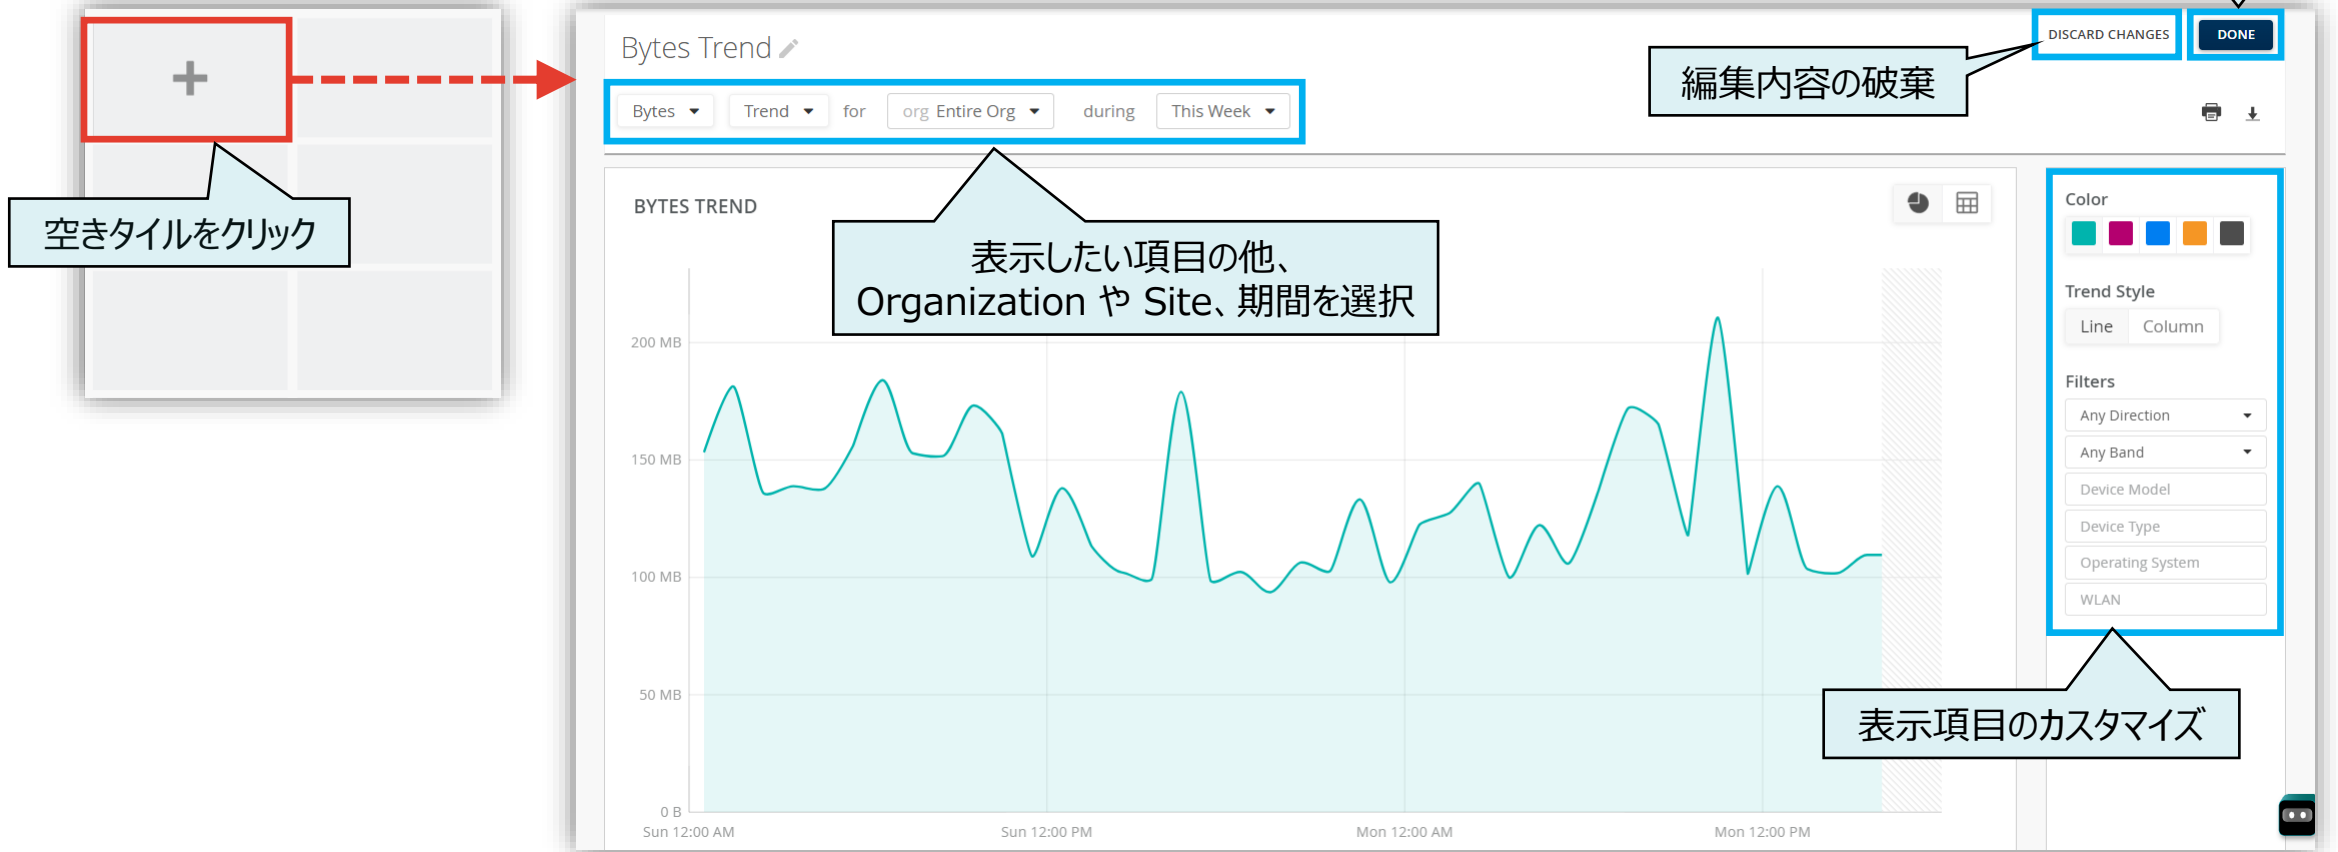 空きタイルをクリック
Bytes Trend
DISCARD CHANGES
DONE
編集内容の破棄
Bytes
Trend
for
org Entire Org
during
This Week
BYTES TREND
表示したい項目の他、
Organization や Site、期間を選択
200 MB
150 MB
100 MB
50 MB
0 B
Sun 12:00 AM
Sun 12:00 PM
Mon 12:00 AM
Mon 12:00 PM
Color
Trend Style
Line
Column
Filters
Any Direction
Any Band
Device Model
Device Type
Operating System
WLAN
表示項目のカスタマイズ